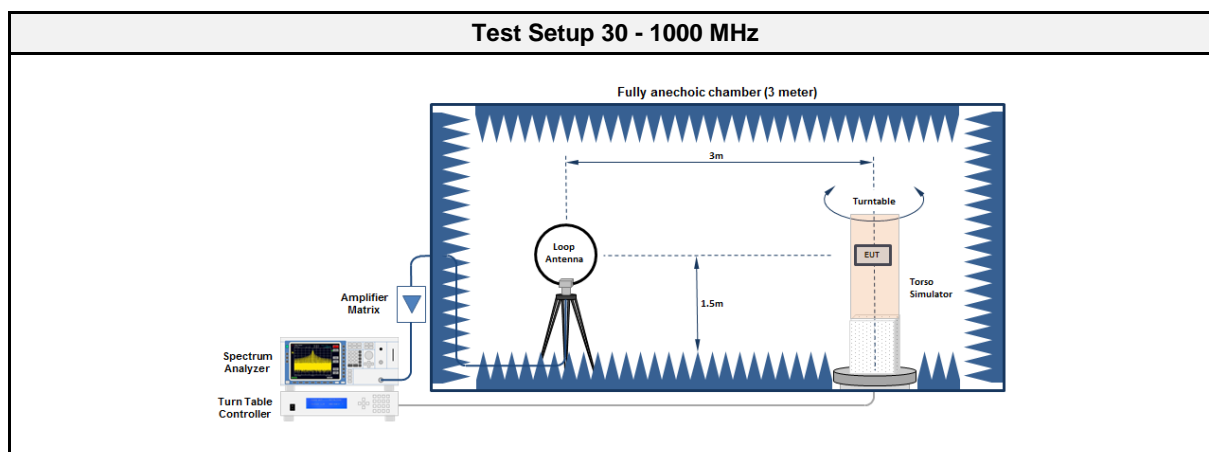 Test Setup 30 - 1000 MHz
Fully anechoic chamber (3 meter)
3m
Turntable
Loop
Antenna
EUT
Torso
Simulator
1.5m
Amplifier
Matrix
Spectrum
Analyzer
Turn Table
Controller